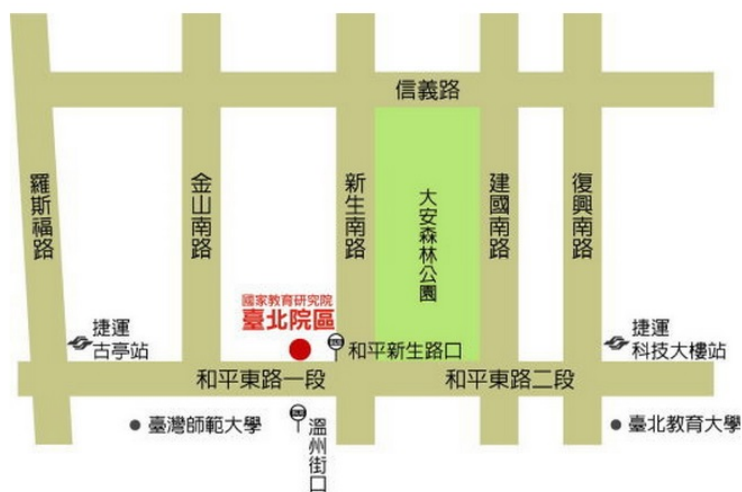 信義路
羅斯福路
金山南路
新生南路
大安森林公園
建國南路
復興南路
國家教育研究院
臺北院區
捷運
古亭站
和平新生路口
捷運
科技大樓站
和平東路一段
和平東路二段
臺灣師範大學
溫州街口
臺北教育大學